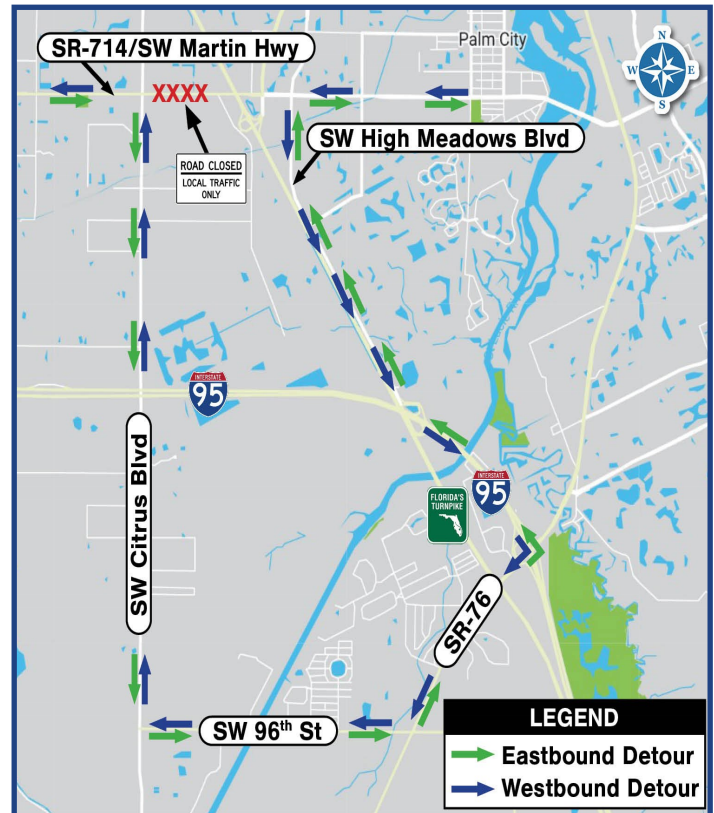 SR-714/SW Martin Hwy
Palm City
N
W
E
S
XXXX
SW High Meadows Blvd
ROAD CLOSED
LOCAL TRAFFIC
ONLY
INTERSTATE
95
SW Citrus Blvd
INTERSTATE
95
FLORIDA'S
TURNPIKE
SR-76
SW 96th St
LEGEND
Eastbound Detour
Westbound Detour